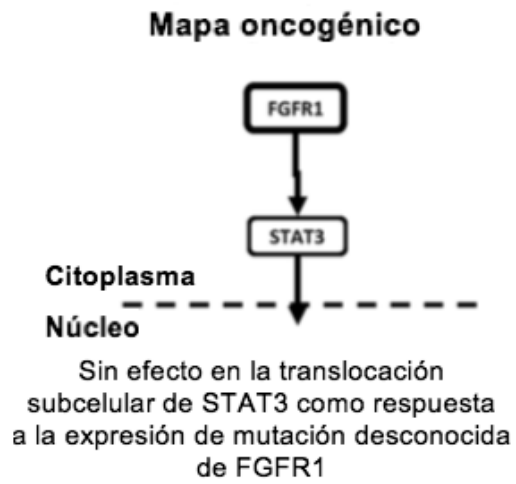 Mapa oncogénico
FGFR1
STAT3
Citoplasma
Núcleo
Sin efecto en la translocación
subcelular de STAT3 como respuesta
a la expresión de mutación desconocida
de FGFR1